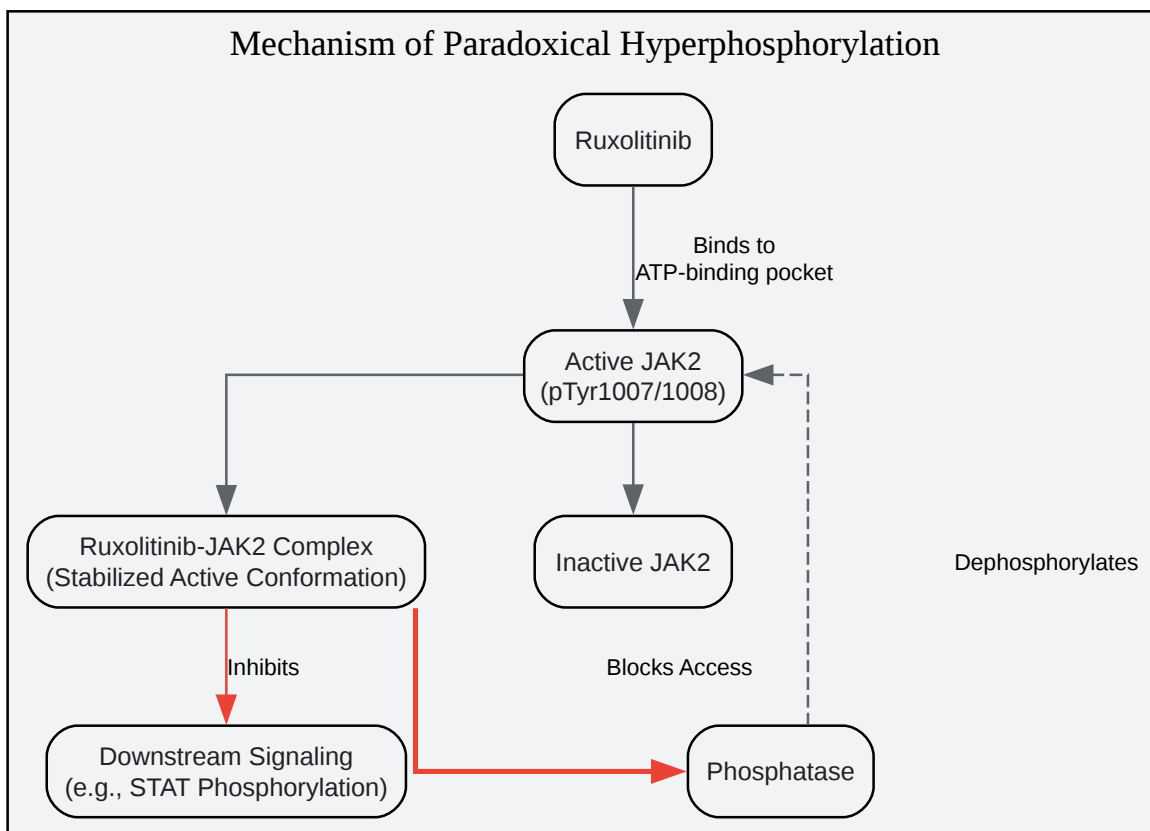 Mechanism of Paradoxical Hyperphosphorylation
Ruxolitinib
Binds to
ATP-binding pocket
Active JAK2
(pTyr1007/1008)
Ruxolitinib-JAK2 Complex
(Stabilized Active Conformation)
Inactive JAK2
Dephosphorylates
Inhibits
Blocks Access
Downstream Signaling
(e.g., STAT Phosphorylation)
Phosphatase